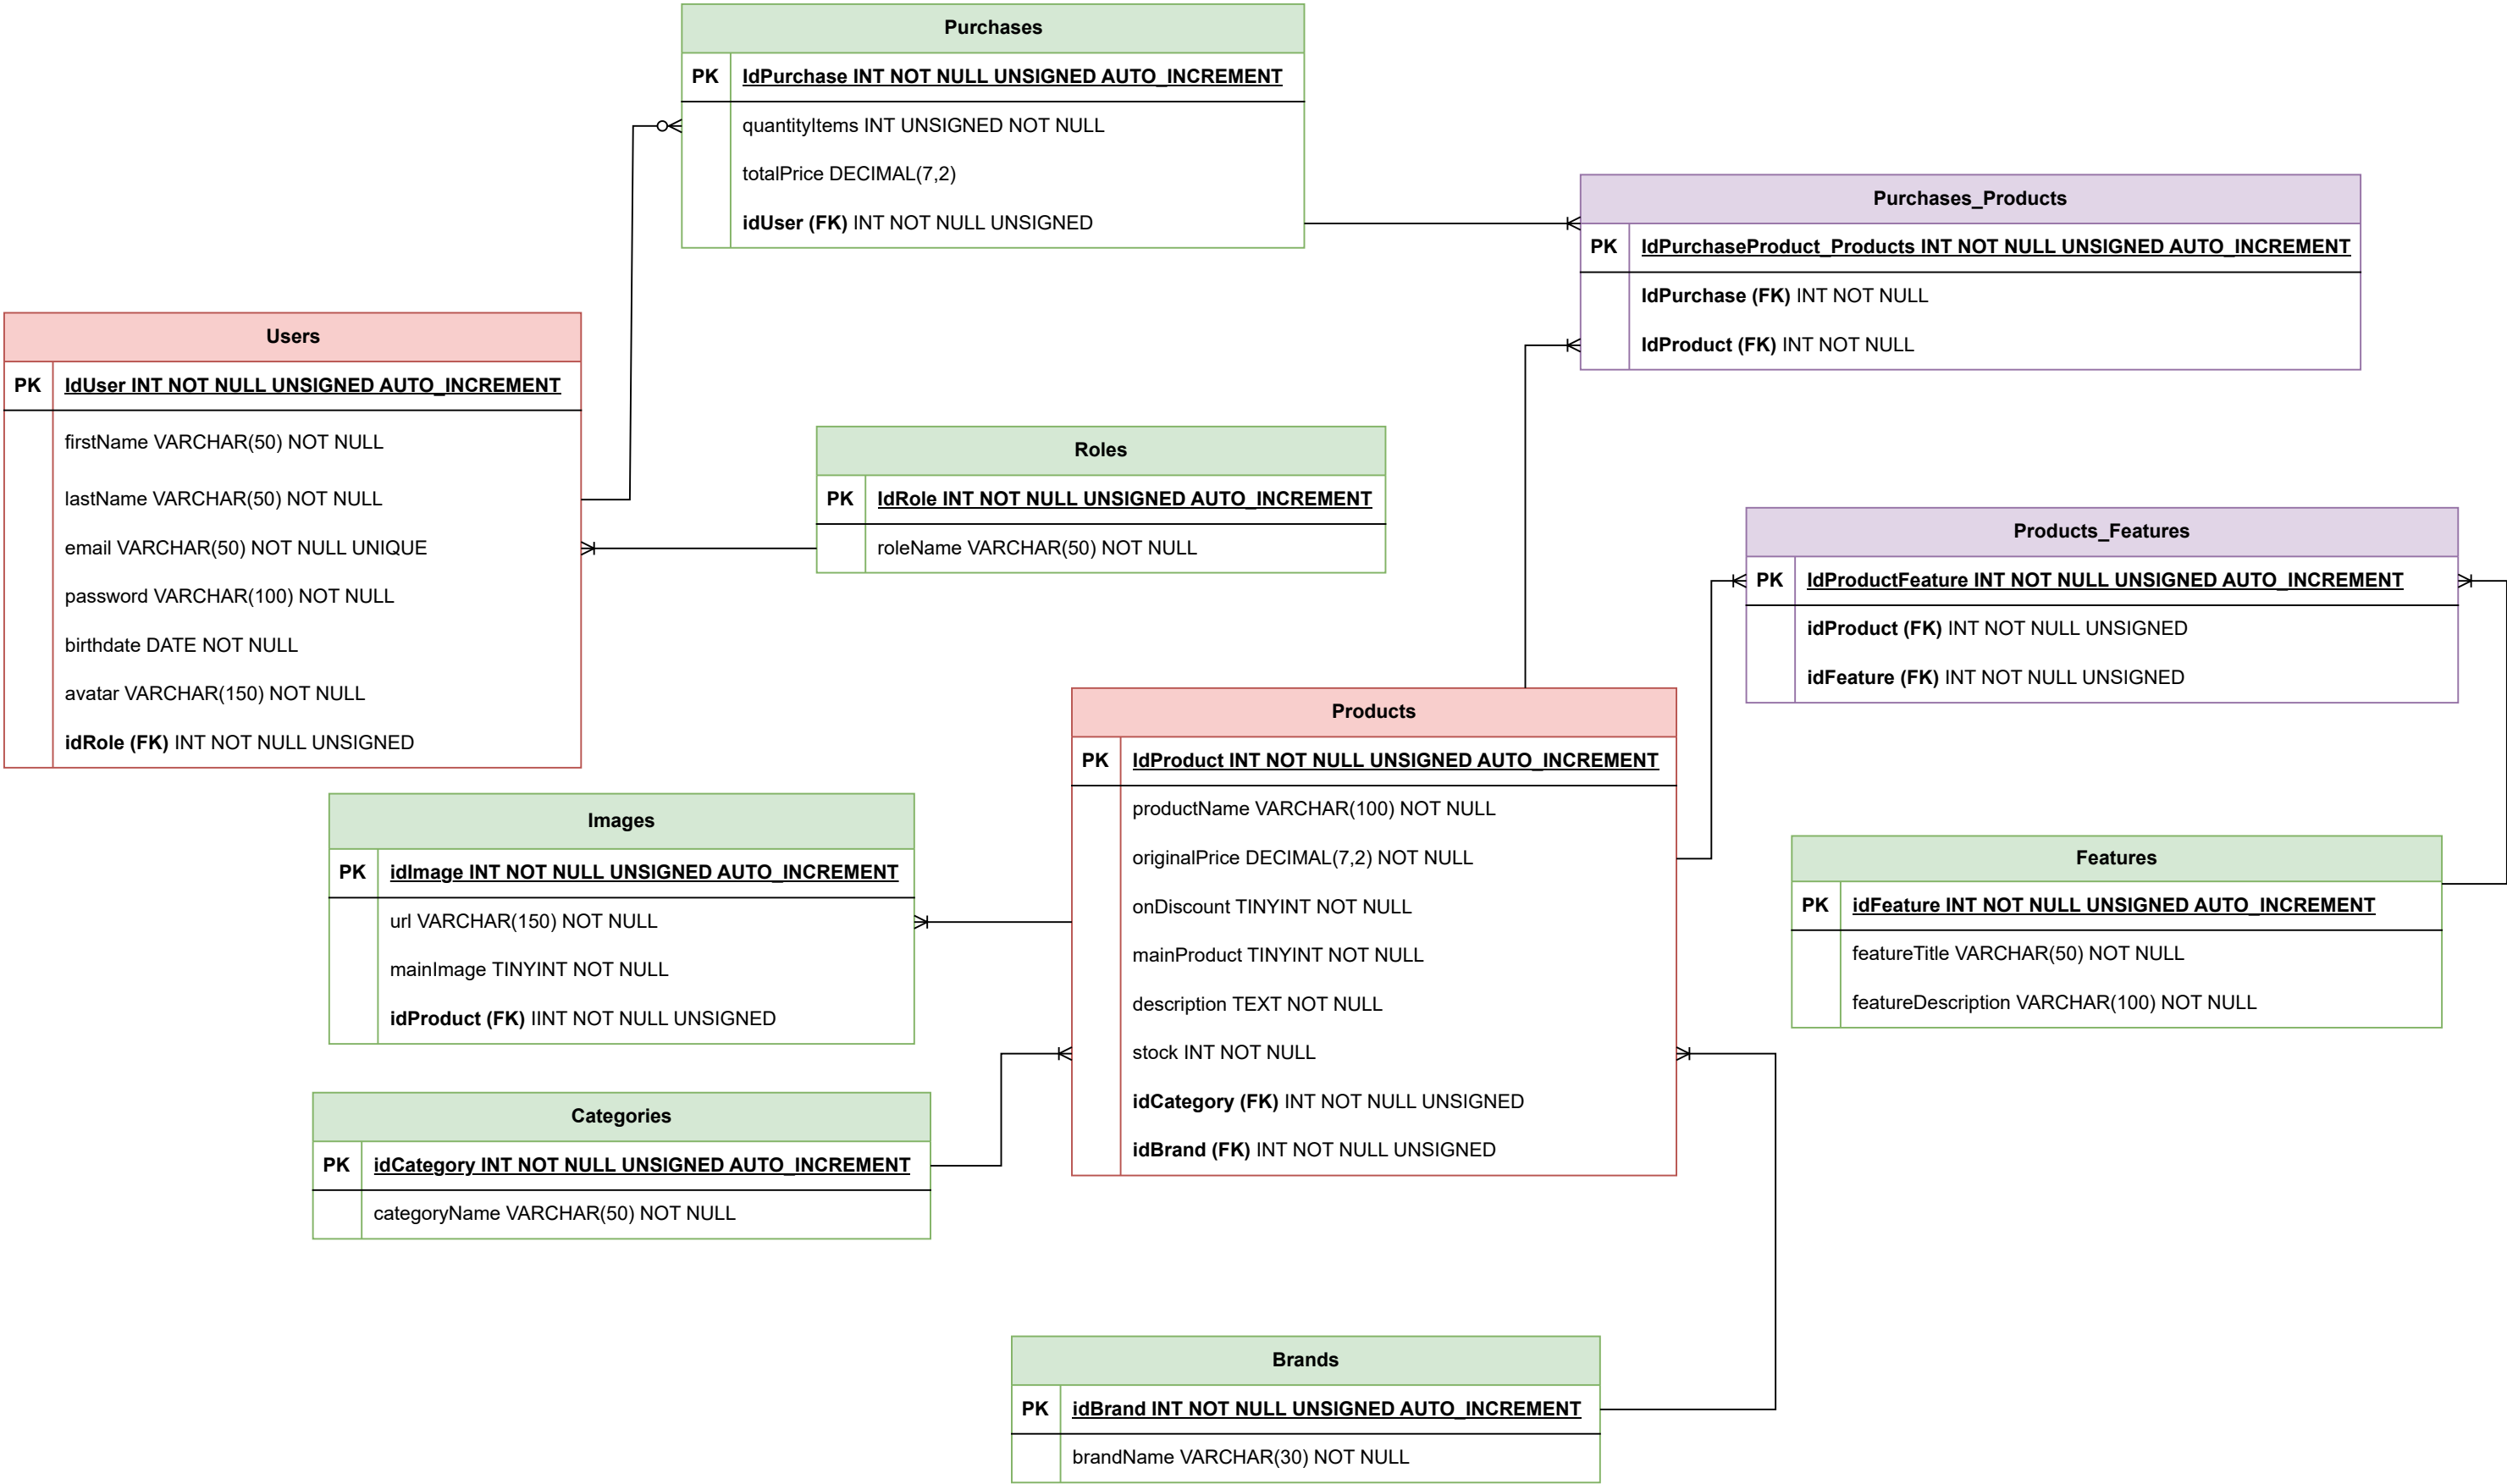 Purchases
PK IdPurchase INT NOT NULL UNSIGNED AUTO_INCREMENT
quantityItems INT UNSIGNED NOT NULL
totalPrice DECIMAL(7,2)
idUser (FK) INT NOT NULL UNSIGNED
Purchases_Products
PK IdPurchaseProduct_Products INT NOT NULL UNSIGNED AUTO_INCREMENT
IdPurchase (FK) INT NOT NULL
IdProduct (FK) INT NOT NULL
Users
PK IdUser INT NOT NULL UNSIGNED AUTO_INCREMENT
firstName VARCHAR(50) NOT NULL
lastName VARCHAR(50) NOT NULL
email VARCHAR(50) NOT NULL UNIQUE
password VARCHAR(100) NOT NULL
birthdate DATE NOT NULL
avatar VARCHAR(150) NOT NULL
idRole (FK) INT NOT NULL UNSIGNED
Roles
PK IdRole INT NOT NULL UNSIGNED AUTO_INCREMENT
roleName VARCHAR(50) NOT NULL
Products_Features
PK IdProductFeature INT NOT NULL UNSIGNED AUTO_INCREMENT
idProduct (FK) INT NOT NULL UNSIGNED
idFeature (FK) INT NOT NULL UNSIGNED
Products
PK IdProduct INT NOT NULL UNSIGNED AUTO_INCREMENT
productName VARCHAR(100) NOT NULL
originalPrice DECIMAL(7,2) NOT NULL
onDiscount TINYINT NOT NULL
mainProduct TINYINT NOT NULL
description TEXT NOT NULL
stock INT NOT NULL
idCategory (FK) INT NOT NULL UNSIGNED
idBrand (FK) INT NOT NULL UNSIGNED
Images
PK idImage INT NOT NULL UNSIGNED AUTO_INCREMENT
url VARCHAR(150) NOT NULL
mainImage TINYINT NOT NULL
idProduct (FK) IINT NOT NULL UNSIGNED
Features
PK idFeature INT NOT NULL UNSIGNED AUTO_INCREMENT
featureTitle VARCHAR(50) NOT NULL
featureDescription VARCHAR(100) NOT NULL
Categories
PK idCategory INT NOT NULL UNSIGNED AUTO_INCREMENT
categoryName VARCHAR(50) NOT NULL
Brands
PK idBrand INT NOT NULL UNSIGNED AUTO_INCREMENT
brandName VARCHAR(30) NOT NULL